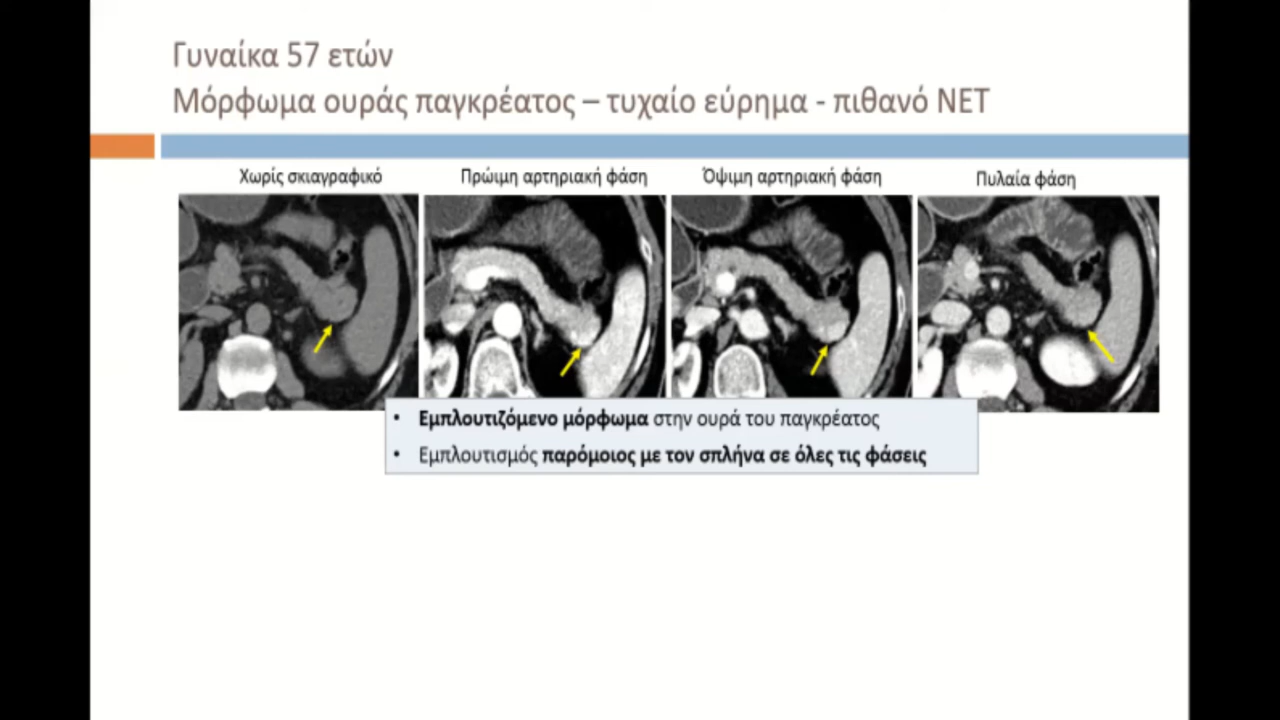 Γυναίκα 57 ετών
Μόρφωμα ουράς παγκρέατος – τυχαίο εύρημα - πιθανό ΝΕΤ
Χωρίς σκιαγραφικό
Πρώιμη αρτηριακή φάση
Όψιμη αρτηριακή φάση
Πυλαία φάση
• Εμπλουτιζόμενο μόρφωμα στην ουρά του παγκρέατος
• Εμπλουτισμός παρόμοιος με τον σπλήνα σε όλες τις φάσεις